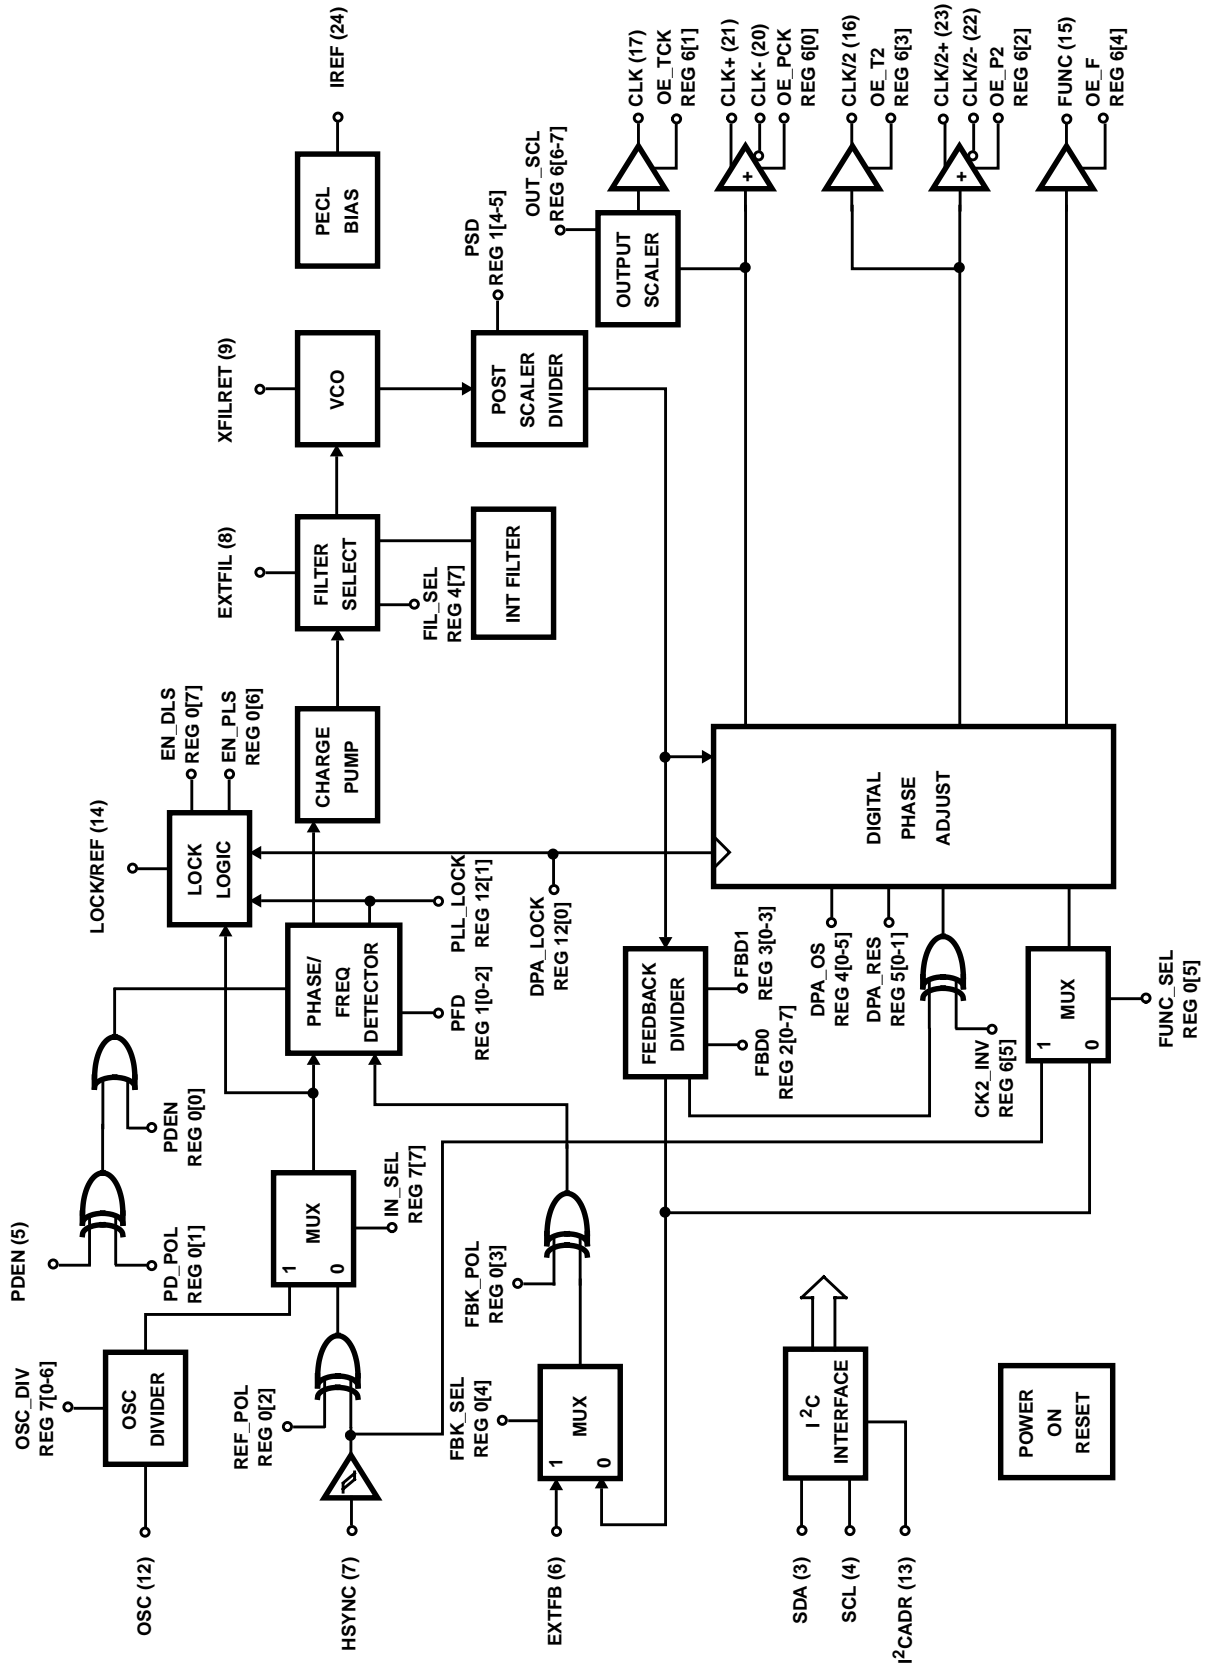 OSC (12)
OSC_DIV
REG 7[0-6]
OSC
DIVIDER
PDEN (5)
PD_POL
REG 0[1]
PDEN
REG 0[0]
HSYNC (7)
REF_POL
REG 0[2]
MUX
1
0
IN_SEL
REG 7[7]
LOCK/REF (14)
LOCK
LOGIC
EN_DLS
REG 0[7]
EN_PLS
REG 0[6]
PHASE/
FREQ
DETECTOR
PFD
REG 1[0-2]
PLL_LOCK
REG 12[1]
DPA_LOCK
REG 12[0]
CHARGE
PUMP
EXTFIL (8)
FILTER
SELECT
FIL_SEL
REG 4[7]
INT FILTER
XFILRET (9)
VCO
PECL
BIAS
IREF (24)
POST
SCALER
DIVIDER
PSD
REG 1[4-5]
OUT_SCL
REG 6[6-7]
OUTPUT
SCALER
EXTFB (6)
FBK_SEL
REG 0[4]
MUX
1
0
FBK_POL
REG 0[3]
FEEDBACK
DIVIDER
FBD0
REG 2[0-7]
FBD1
REG 3[0-3]
DPA_OS
REG 4[0-5]
DPA_RES
REG 5[0-1]
CK2_INV
REG 6[5]
DIGITAL
PHASE
ADJUST
MUX
1
0
FUNC_SEL
REG 0[5]
CLK (17)
OE_TCK
REG 6[1]
CLK+ (21)
+
CLK- (20)
OE_PCK
REG 6[0]
CLK/2 (16)
OE_T2
REG 6[3]
CLK/2+ (23)
+
CLK/2- (22)
OE_P2
REG 6[2]
FUNC (15)
OE_F
REG 6[4]
SDA (3)
SCL (4)
I2CADR (13)
I 2C
INTERFACE
POWER
ON
RESET